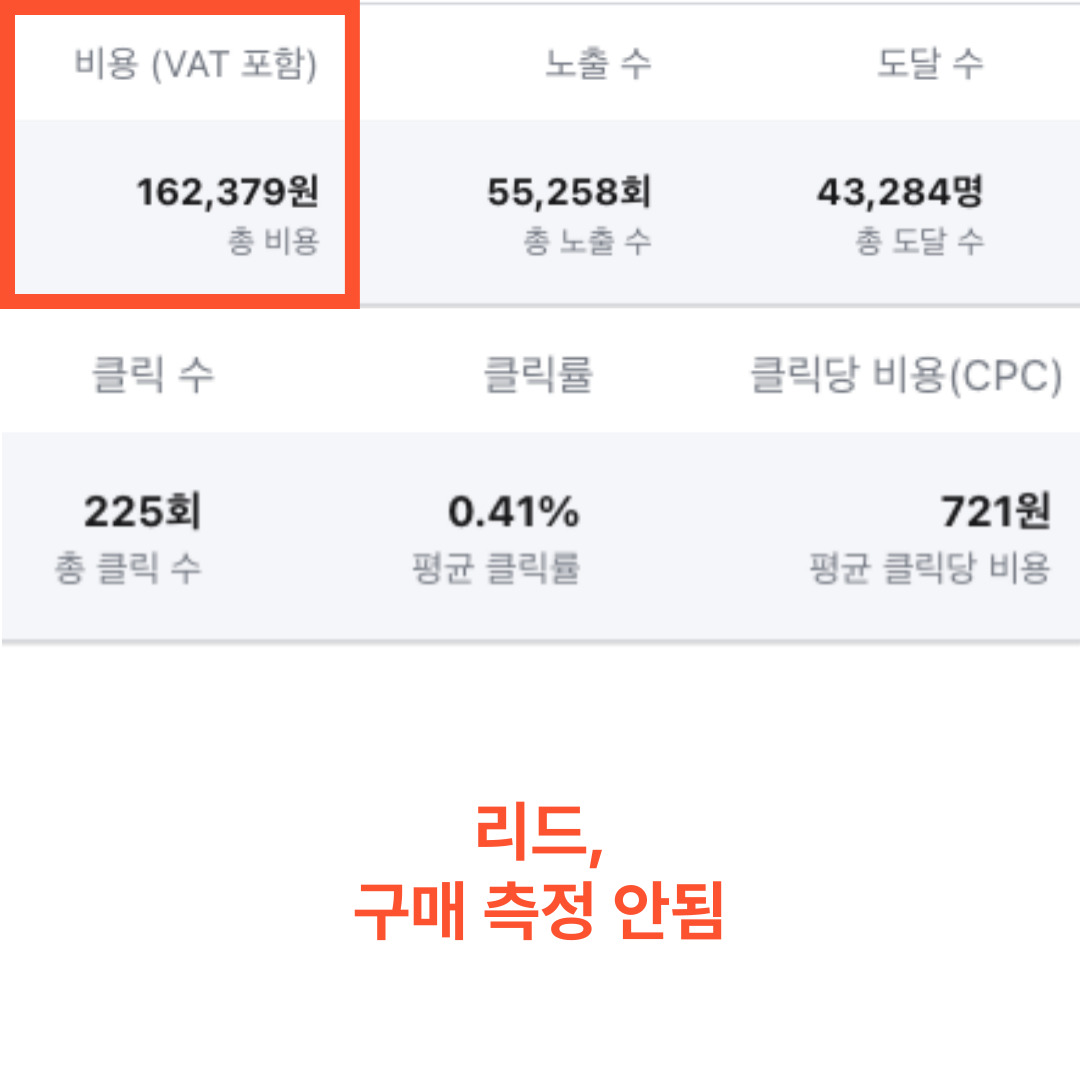 비용 (VAT 포함) 노출 수 도달 수
162,379원 55,258회 43,284명
총 비용 총 노출 수 총 도달 수
클릭 수 클릭률 클릭당 비용(CPC)
225회 0.41% 721원
총 클릭 수 평균 클릭률 평균 클릭당 비용
리드,
구매 측정 안됨